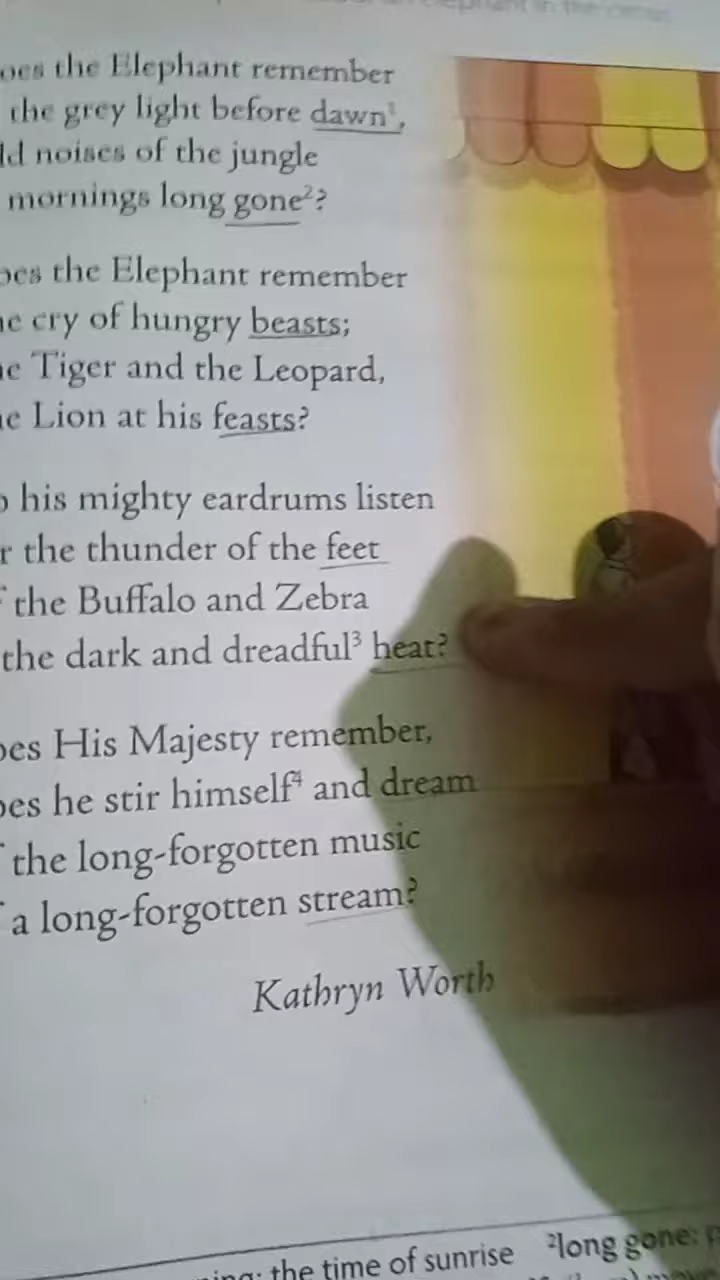 oes the Elephant remember
the grey light before dawn¹,
ld noises of the jungle
mornings long gone²?
oes the Elephant remember
e cry of hungry beasts;
e Tiger and the Leopard,
e Lion at his feasts?
o his mighty eardrums listen
r the thunder of the feet
f the Buffalo and Zebra
the dark and dreadful³ heat?
oes His Majesty remember,
oes he stir himself⁴ and dream
f the long-forgotten music
f a long-forgotten stream?
Kathryn Worth
ing: the time of sunrise ²long gone: